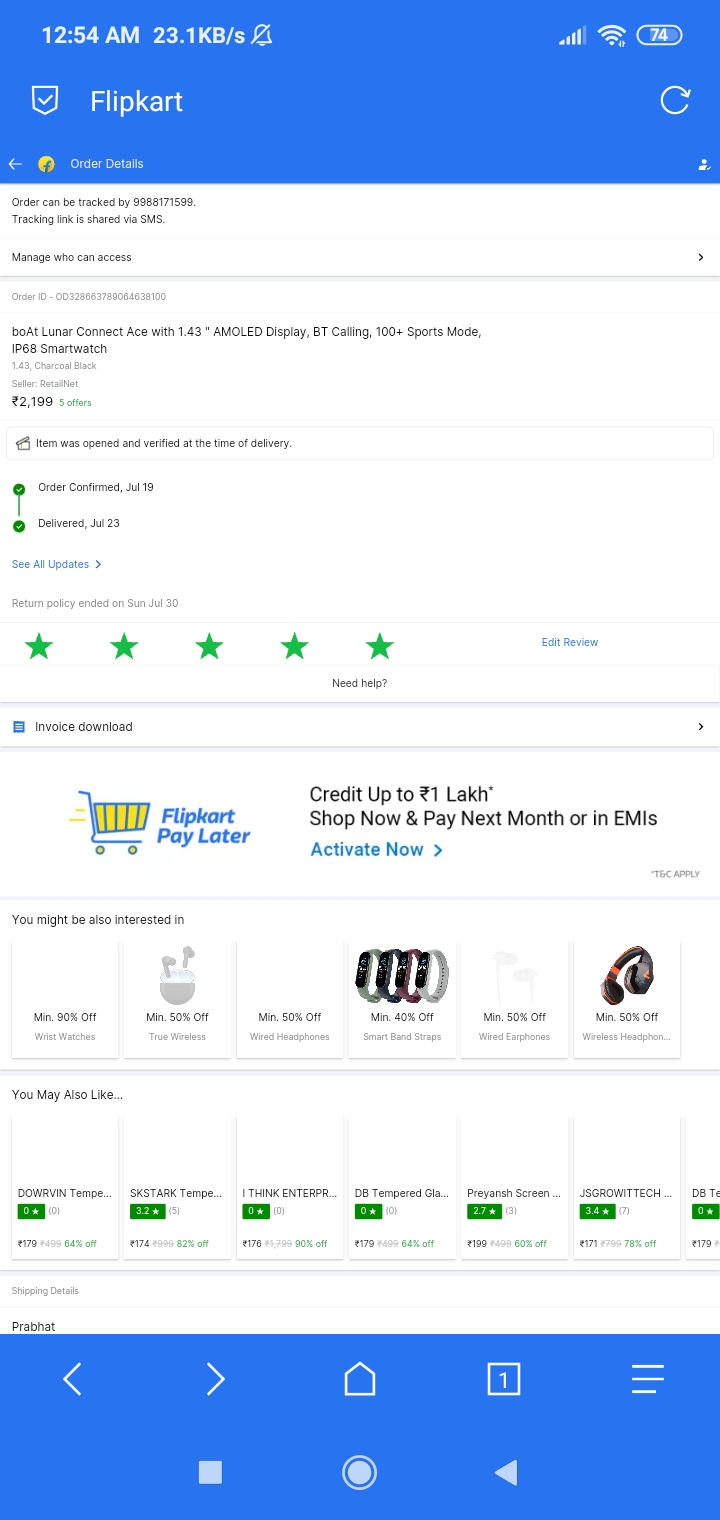 12:54 AM 23.1KB/s 74
Flipkart
Order Details
Order can be tracked by 9988171599.
Tracking link is shared via SMS.
Manage who can access
Order ID - OD328663789064638100
boAt Lunar Connect Ace with 1.43 " AMOLED Display, BT Calling, 100+ Sports Mode,
IP68 Smartwatch
1.43, Charcoal Black
Seller: RetailNet
₹2,199 5 offers
Item was opened and verified at the time of delivery.
Order Confirmed, Jul 19
Delivered, Jul 23
See All Updates
Return policy ended on Sun Jul 30
Edit Review
Need help?
Invoice download
Flipkart
Pay Later
Credit Up to ₹1 Lakh*
Shop Now & Pay Next Month or in EMIs
Activate Now
*T&C APPLY
You might be also interested in
Min. 90% Off Min. 50% Off Min. 50% Off Min. 40% Off Min. 50% Off Min. 50% Off
Wrist Watches True Wireless Wired Headphones Smart Band Straps Wired Earphones Wireless Headphon...
You May Also Like...
DOWRVIN Tempe... SKSTARK Tempe... I THINK ENTERPR... DB Tempered Gla... Preyansh Screen ... JSGROWITTECH ... DB Te
0 ★ (0) 3.2 ★ (5) 0 ★ (0) 0 ★ (0) 2.7 ★ (3) 3.4 ★ (7) 0 ★
₹179 ₹499 64% off ₹174 ₹999 82% off ₹176 ₹1,799 90% off ₹179 ₹499 64% off ₹199 ₹499 60% off ₹171 ₹799 78% off ₹179
Shipping Details
Prabhat
1